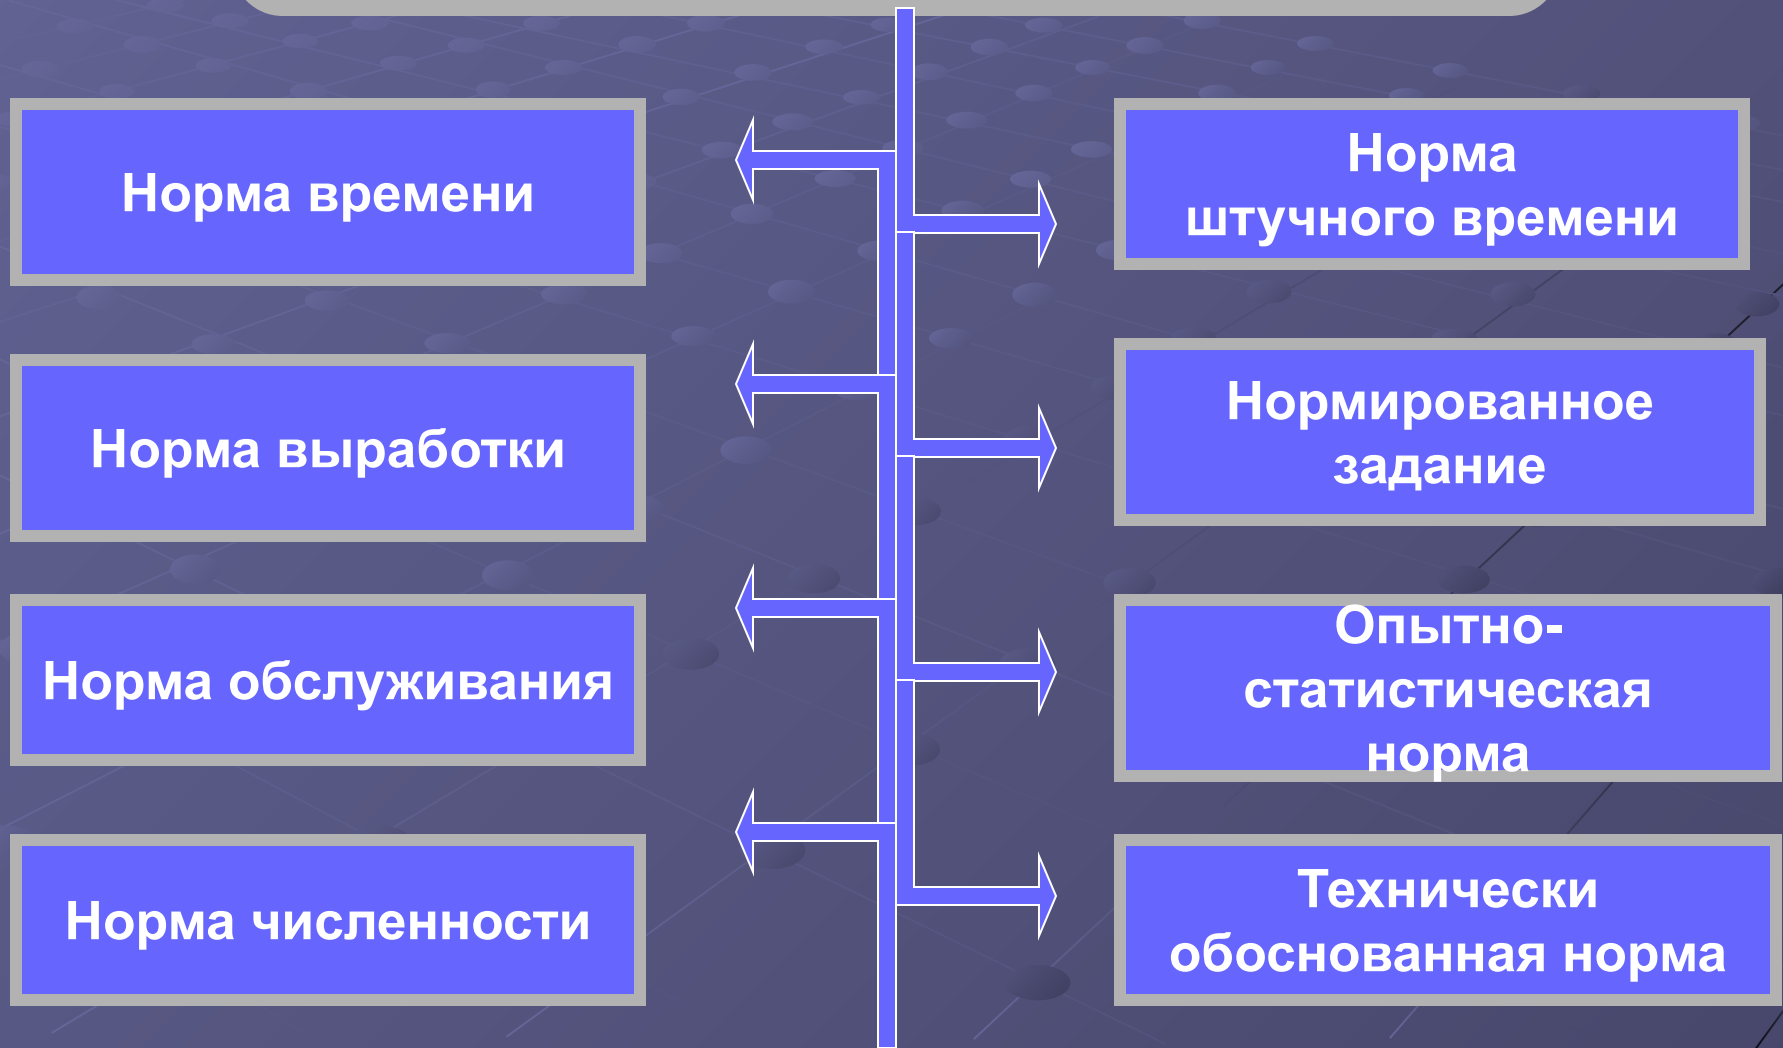 Норма времени
Норма выработки
Норма обслуживания
Норма численности
Норма
штучного времени
Нормированное
задание
Опытно-
статистическая
норма
Технически
обоснованная норма